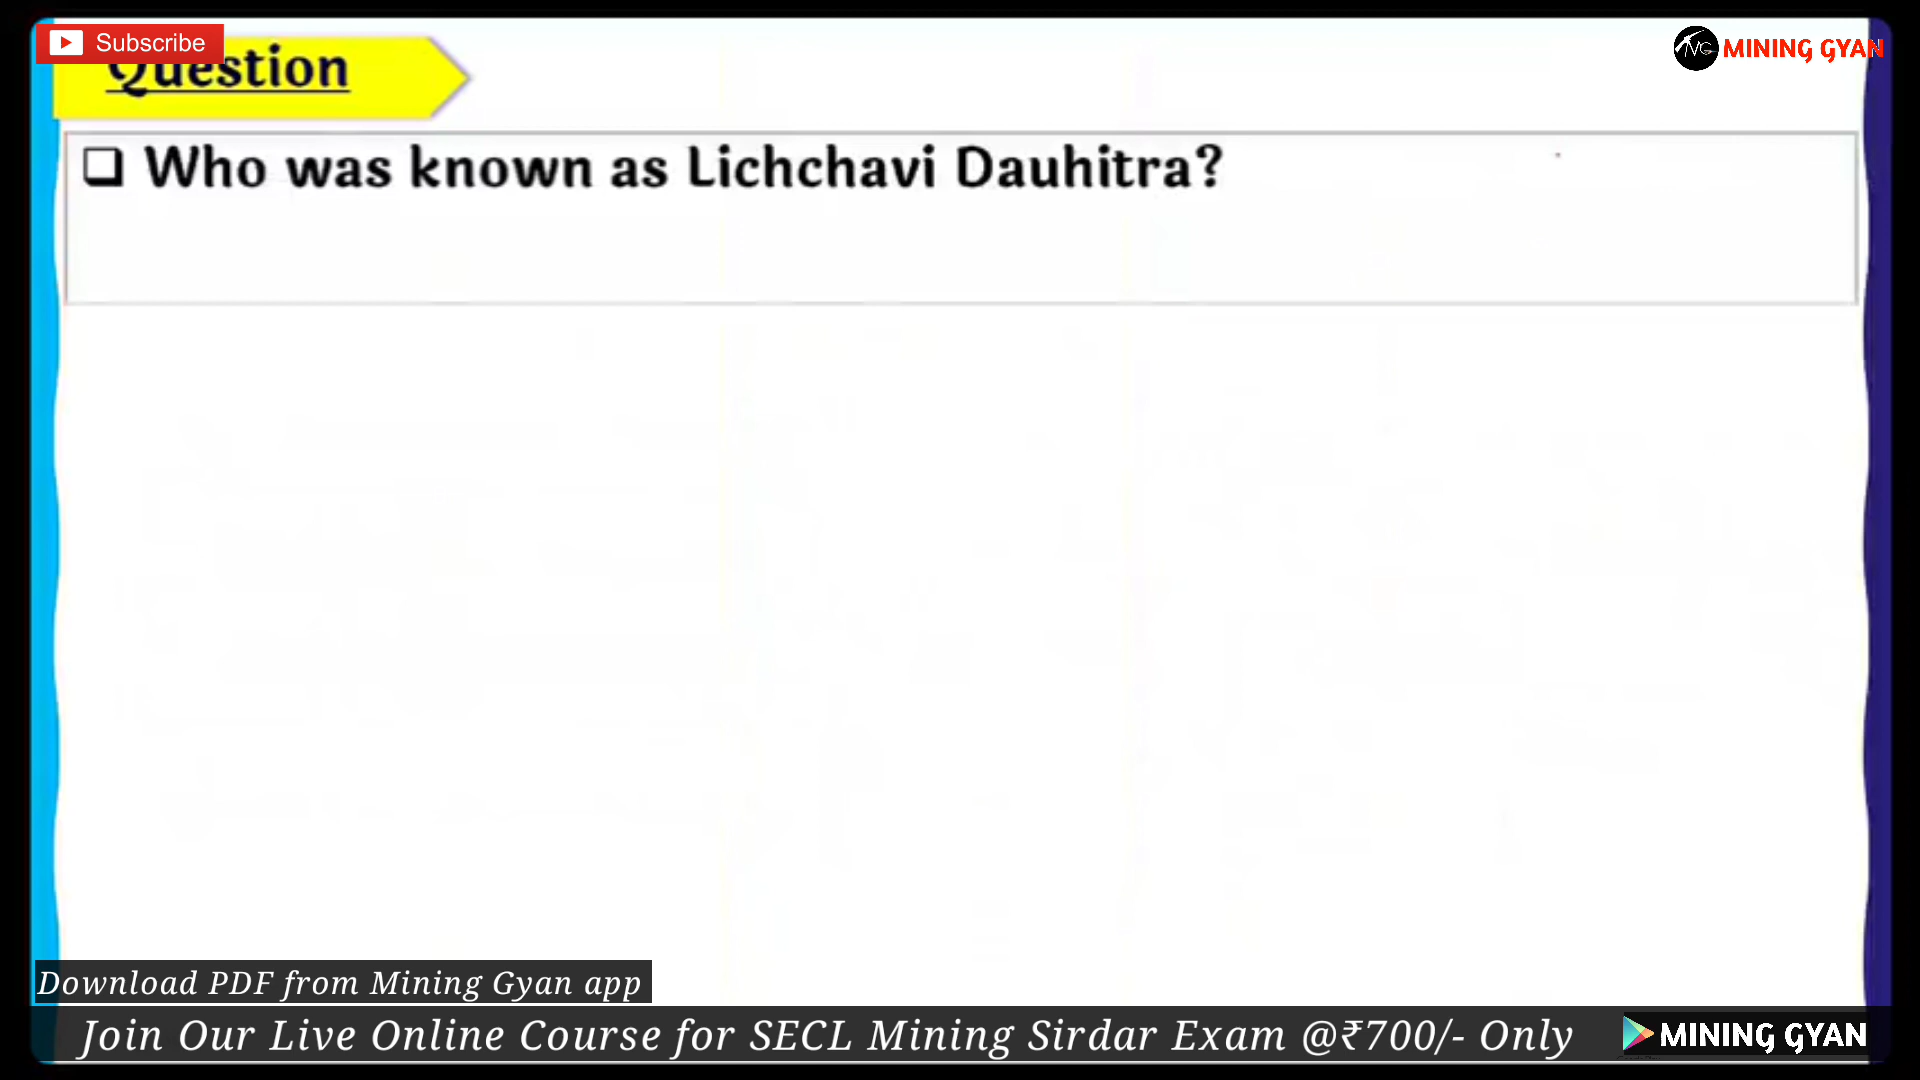 Subscribe
MINING GYAN
Question
❑ Who was known as Lichchavi Dauhitra?
Download PDF from Mining Gyan app
Join Our Live Online Course for SECL Mining Sirdar Exam @₹700/- Only
MINING GYAN